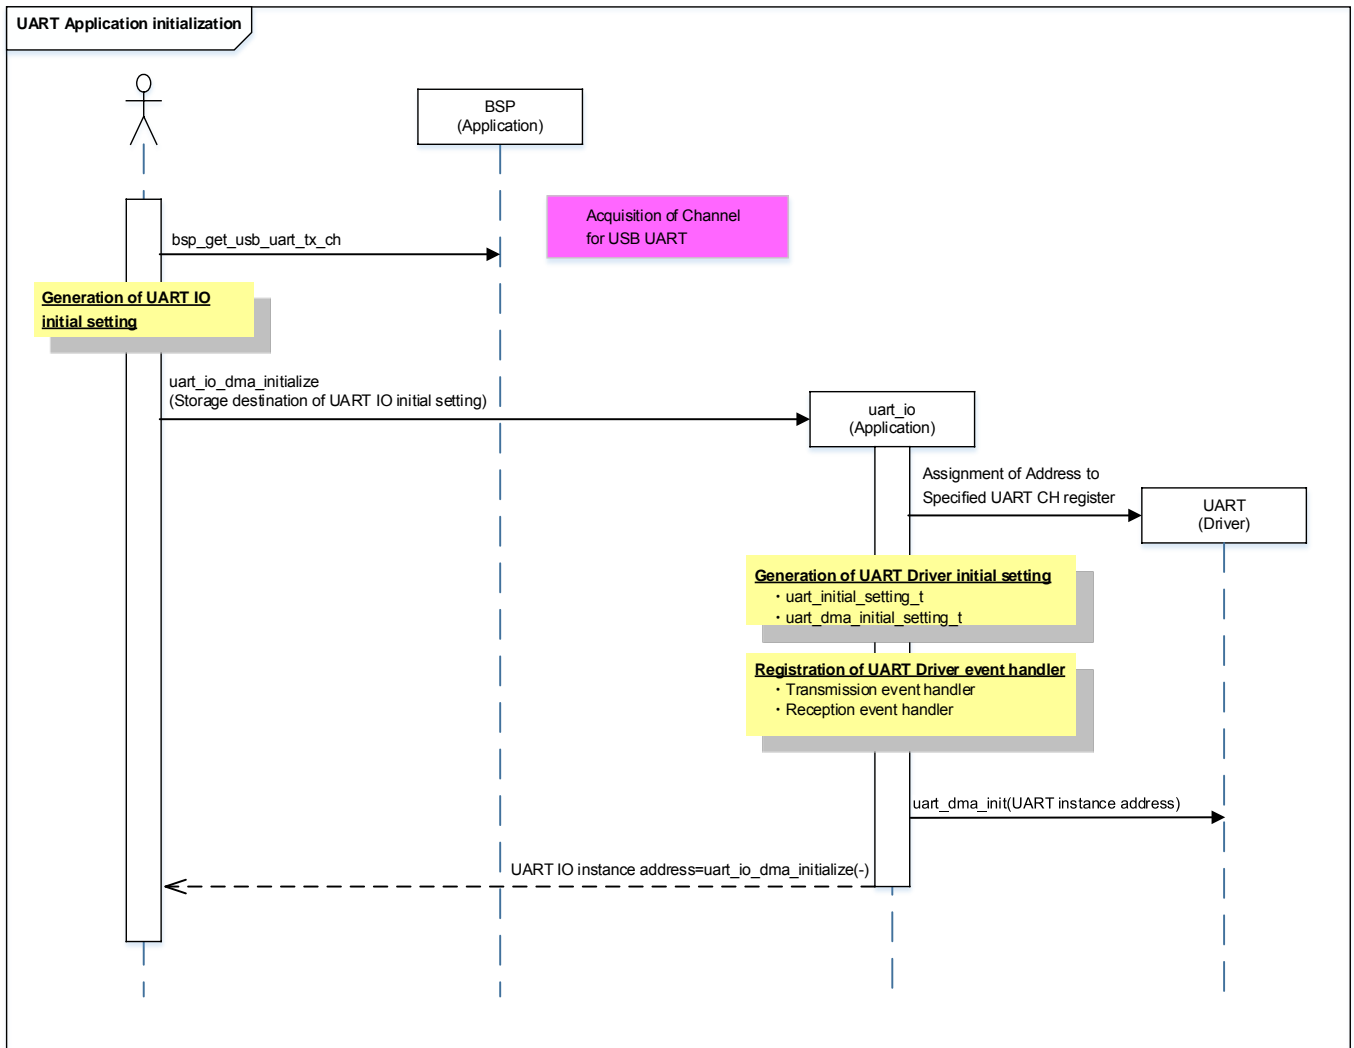 UART Application initialization
BSP
(Application)
Acquisition of Channel
for USB UART
bsp_get_usb_uart_tx_ch
Generation of UART IO
initial setting
uart_io_dma_initialize
(Storage destination of UART IO initial setting)
uart_io
(Application)
Assignment of Address to
Specified UART CH register
UART
(Driver)
Generation of UART Driver initial setting
・uart_initial_setting_t
・uart_dma_initial_setting_t
Registration of UART Driver event handler
・Transmission event handler
・Reception event handler
uart_dma_init(UART instance address)
UART IO instance address=uart_io_dma_initialize(-)